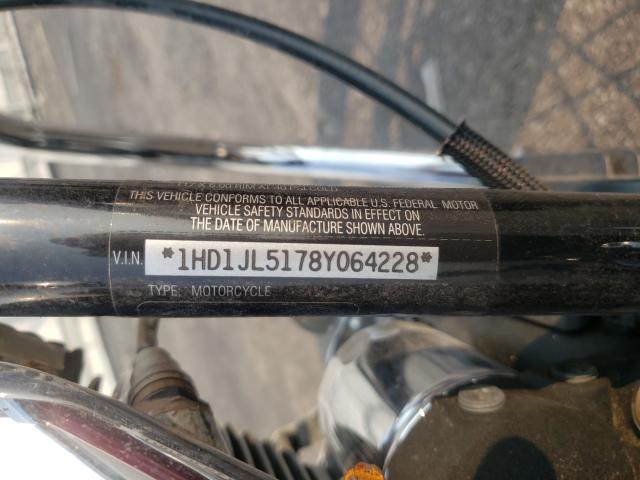 THIS VEHICLE CONFORMS TO ALL APPLICABLE U.S. FEDERAL MOTOR
VEHICLE SAFETY STANDARDS IN EFFECT ON
THE DATE OF MANUFACTURE SHOWN ABOVE.
V.I.N. *1HD1JL5178Y064228*
TYPE: MOTORCYCLE